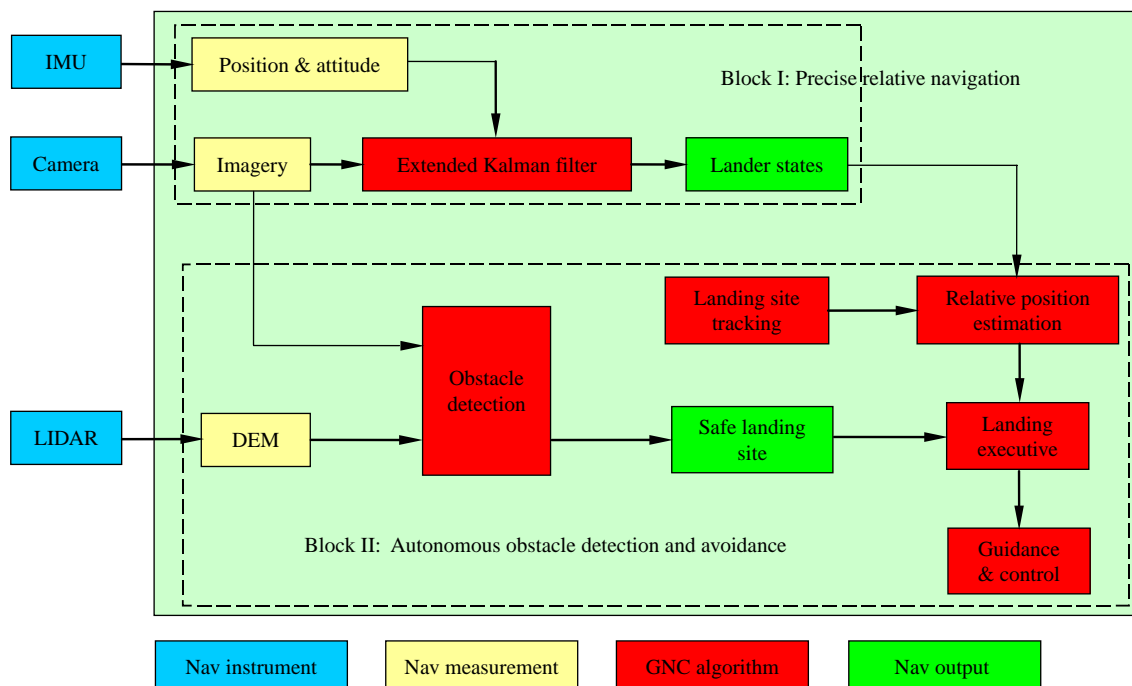 IMU
Position & attitude
Block I: Precise relative navigation
Camera
Imagery
Extended Kalman filter
Lander states
Landing site
tracking
Relative position
estimation
Obstacle
detection
LIDAR
DEM
Safe landing
site
Landing
executive
Block II: Autonomous obstacle detection and avoidance
Guidance
& control
Nav instrument
Nav measurement
GNC algorithm
Nav output